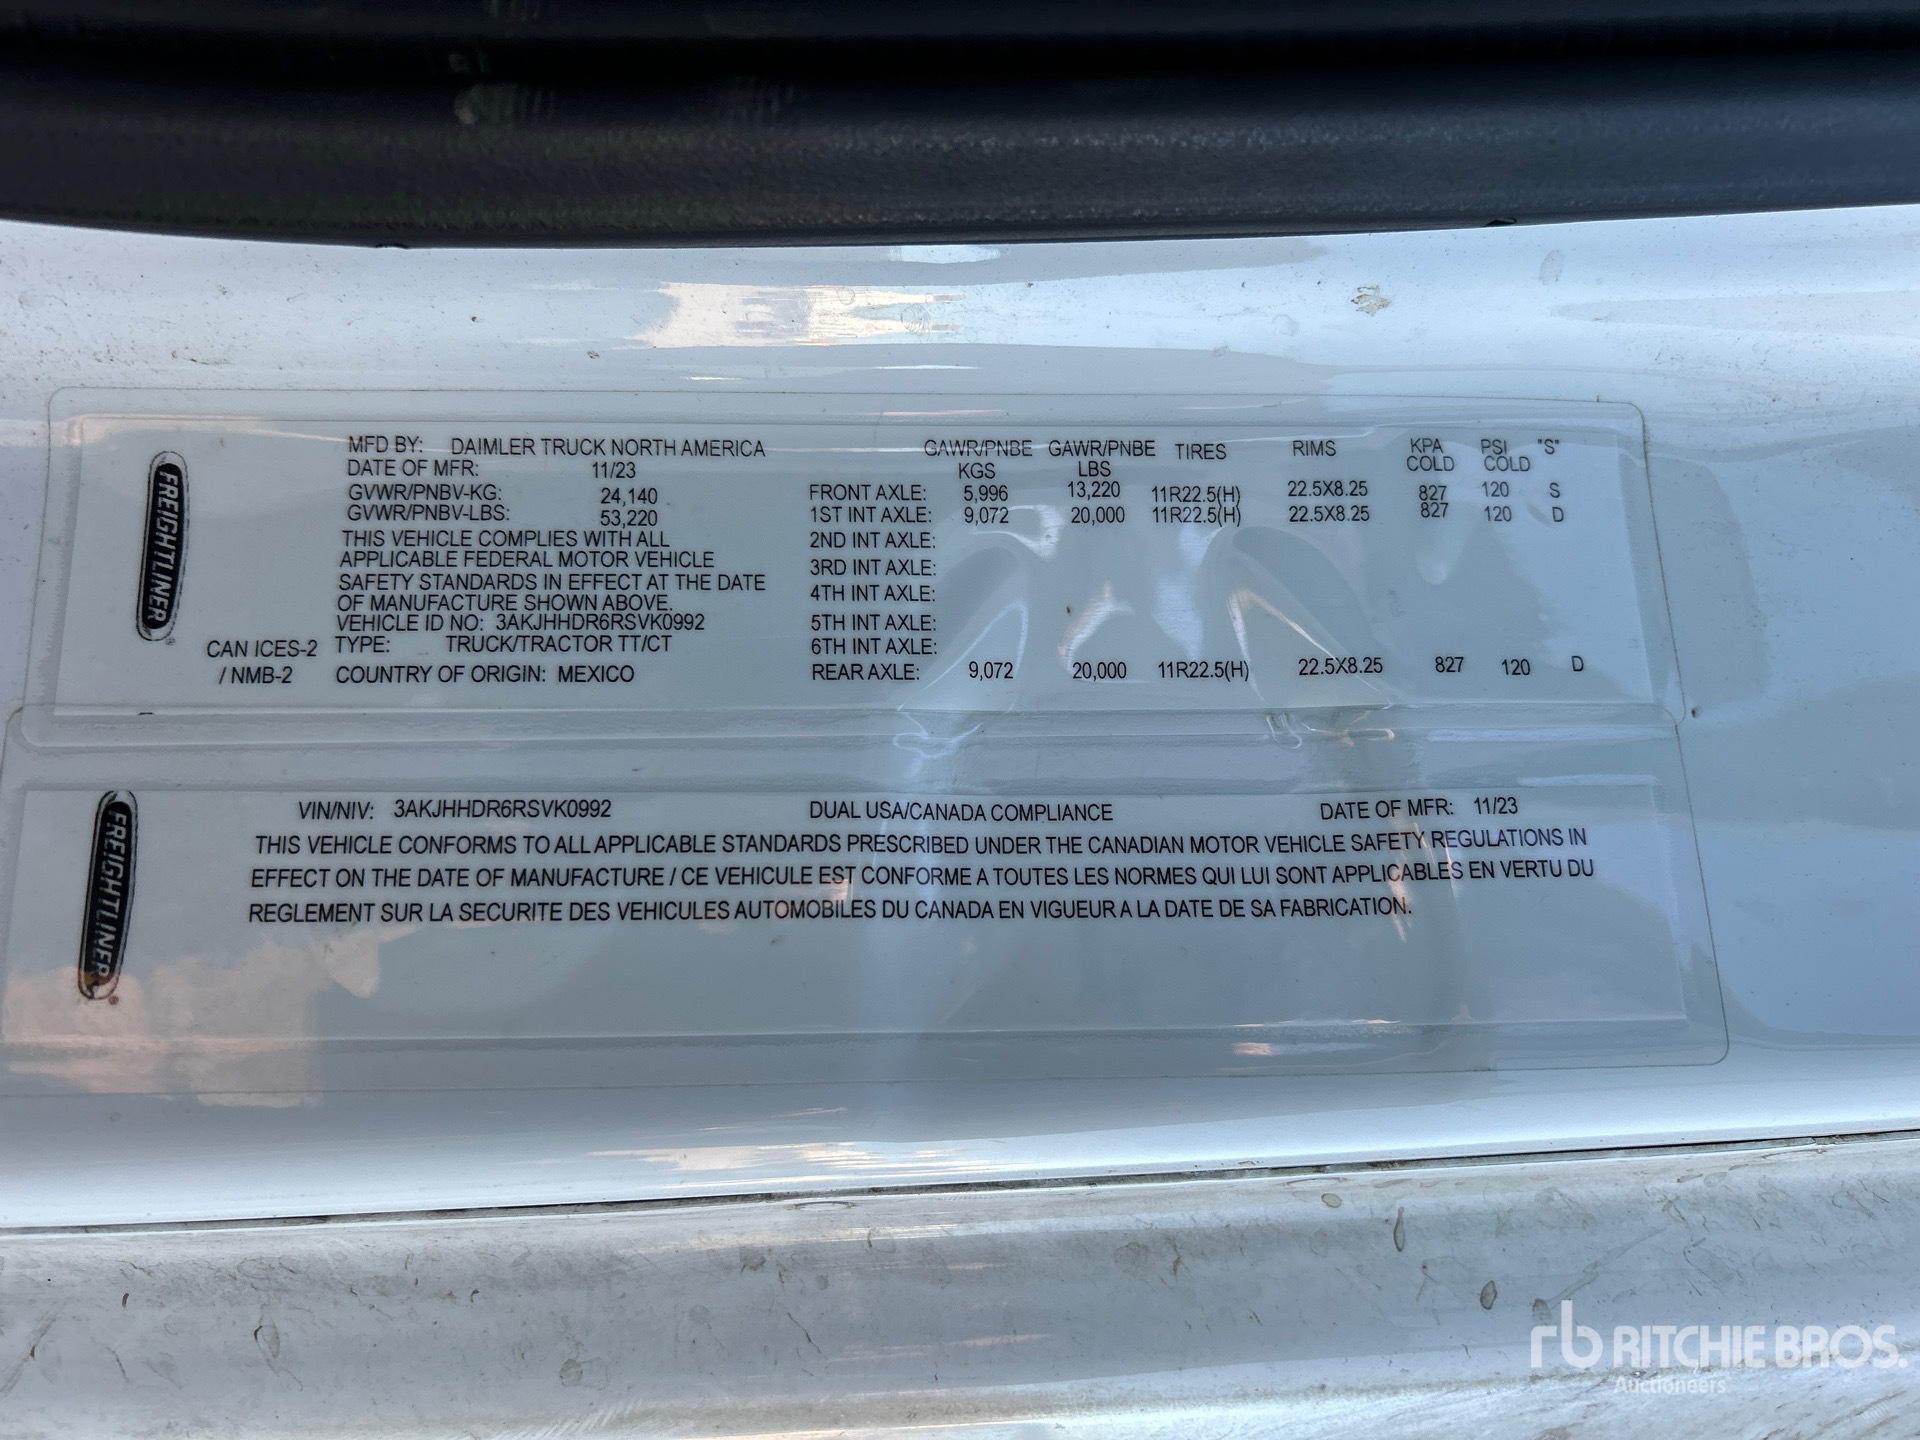 FREIGHTLINER
MFD BY: DAIMLER TRUCK NORTH AMERICA
DATE OF MFR: 11/23
GVWR/PNBV-KG: 24,140
GVWR/PNBV-LBS: 53,220
THIS VEHICLE COMPLIES WITH ALL
APPLICABLE FEDERAL MOTOR VEHICLE
SAFETY STANDARDS IN EFFECT AT THE DATE
OF MANUFACTURE SHOWN ABOVE.
VEHICLE ID NO: 3AKJHHDR6RSVK0992
TYPE: TRUCK/TRACTOR TT/CT
COUNTRY OF ORIGIN: MEXICO
CAN ICES-2
/ NMB-2
GAWR/PNBE KGS GAWR/PNBE LBS TIRES RIMS KPA COLD PSI COLD "S"
FRONT AXLE: 5,996 13,220 11R22.5(H) 22.5X8.25 827 120 S
1ST INT AXLE: 9,072 20,000 11R22.5(H) 22.5X8.25 827 120 D
2ND INT AXLE:
3RD INT AXLE:
4TH INT AXLE:
5TH INT AXLE:
6TH INT AXLE:
REAR AXLE: 9,072 20,000 11R22.5(H) 22.5X8.25 827 120 D
FREIGHTLINER
VIN/NIV: 3AKJHHDR6RSVK0992 DUAL USA/CANADA COMPLIANCE DATE OF MFR: 11/23
THIS VEHICLE CONFORMS TO ALL APPLICABLE STANDARDS PRESCRIBED UNDER THE CANADIAN MOTOR VEHICLE SAFETY REGULATIONS IN
EFFECT ON THE DATE OF MANUFACTURE / CE VEHICULE EST CONFORME A TOUTES LES NORMES QUI LUI SONT APPLICABLES EN VERTU DU
REGLEMENT SUR LA SECURITE DES VEHICULES AUTOMOBILES DU CANADA EN VIGUEUR A LA DATE DE SA FABRICATION.
rb RITCHIE BROS.
Auctioneers